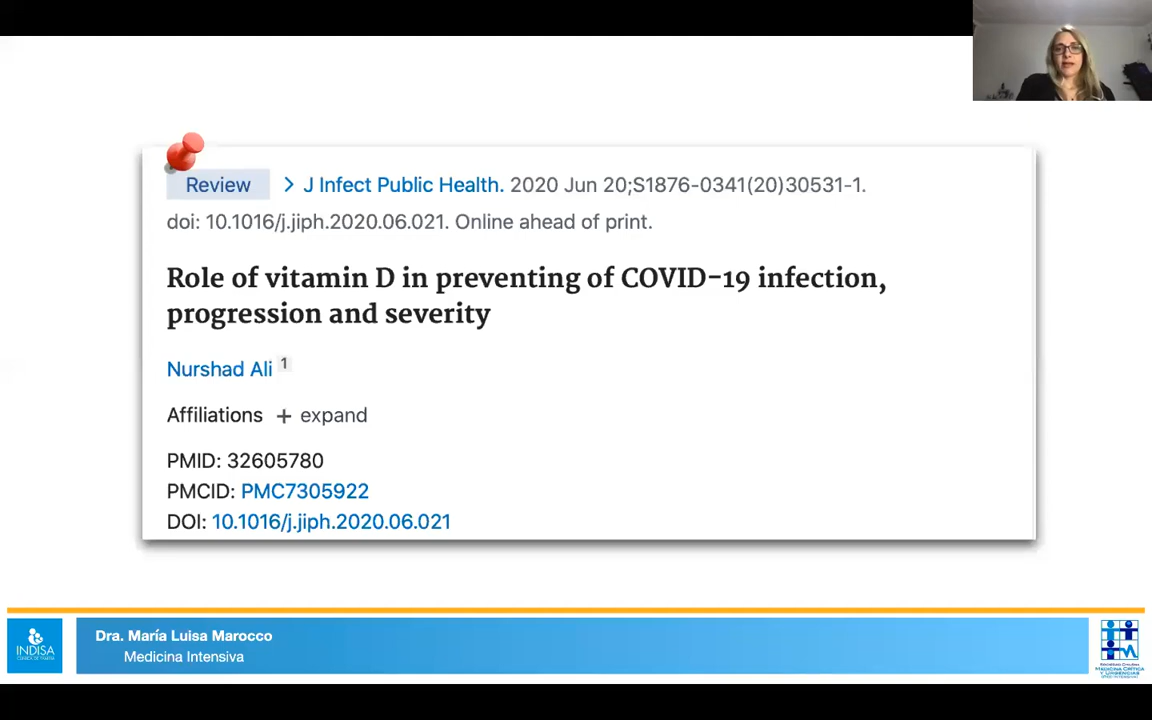 Review > J Infect Public Health. 2020 Jun 20;S1876-0341(20)30531-1.
doi: 10.1016/j.jiph.2020.06.021. Online ahead of print.
Role of vitamin D in preventing of COVID-19 infection,
progression and severity
Nurshad Ali 1
Affiliations + expand
PMID: 32605780
PMCID: PMC7305922
DOI: 10.1016/j.jiph.2020.06.021
Dra. María Luisa Marocco
Medicina Intensiva
INDISA
MEDICINA CRÍTICA
Y URGENCIAS